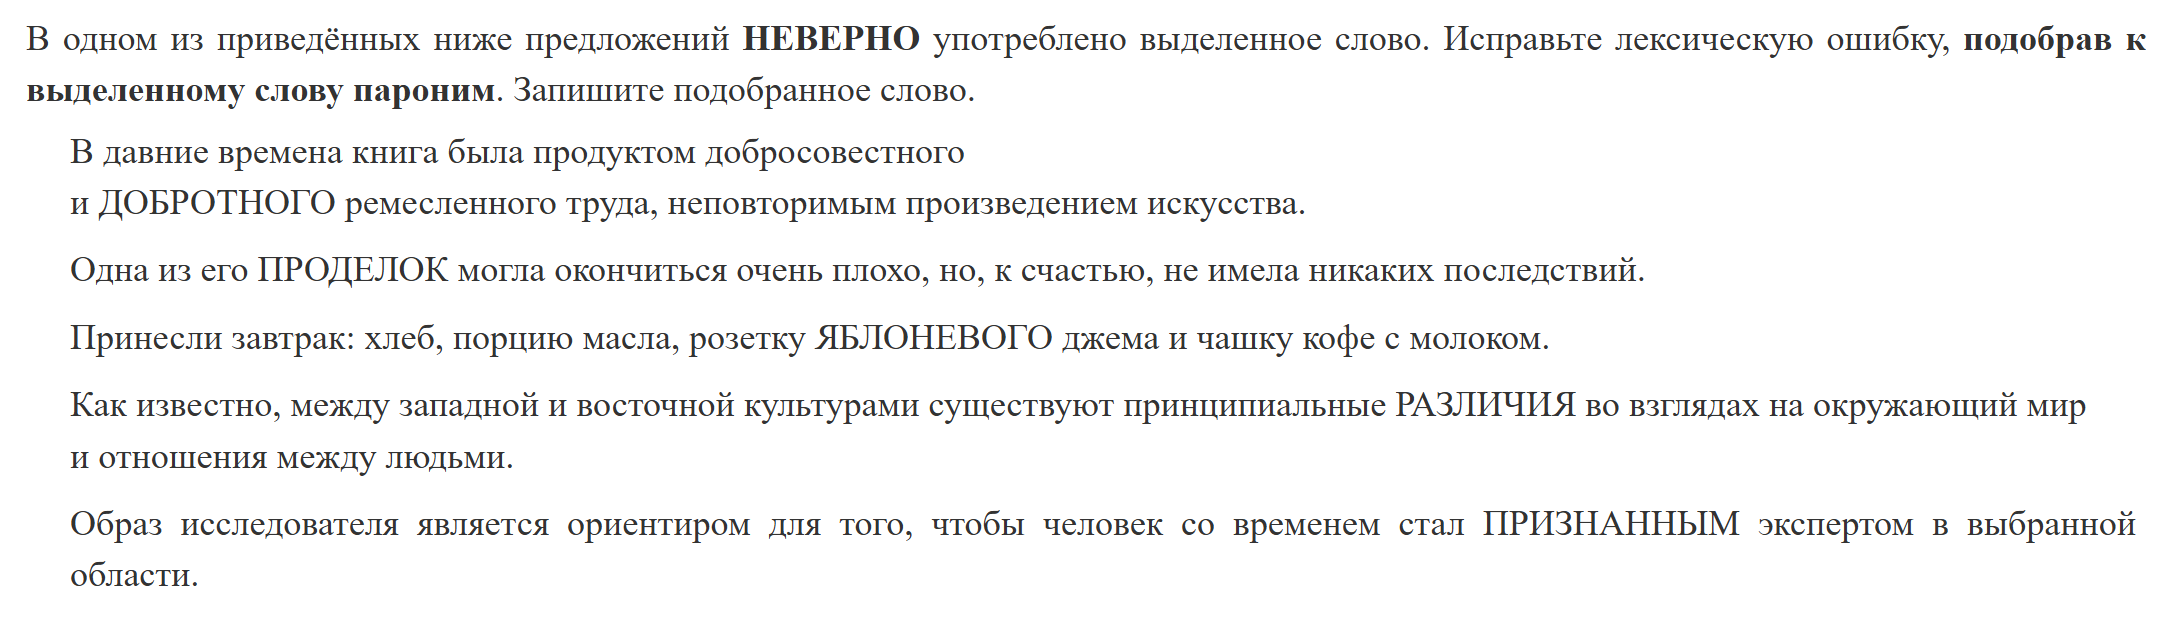 В одном из приведённых ниже предложений НЕВЕРНО употреблено выделенное слово. Исправьте лексическую ошибку, подобрав к
выделенному слову пароним. Запишите подобранное слово.
В давние времена книга была продуктом добросовестного
и ДОБРОТНОГО ремесленного труда, неповторимым произведением искусства.
Одна из его ПРОДЕЛОК могла окончиться очень плохо, но, к счастью, не имела никаких последствий.
Принесли завтрак: хлеб, порцию масла, розетку ЯБЛОНЕВОГО джема и чашку кофе с молоком.
Как известно, между западной и восточной культурами существуют принципиальные РАЗЛИЧИЯ во взглядах на окружающий мир
и отношения между людьми.
Образ исследователя является ориентиром для того, чтобы человек со временем стал ПРИЗНАННЫМ экспертом в выбранной
области.